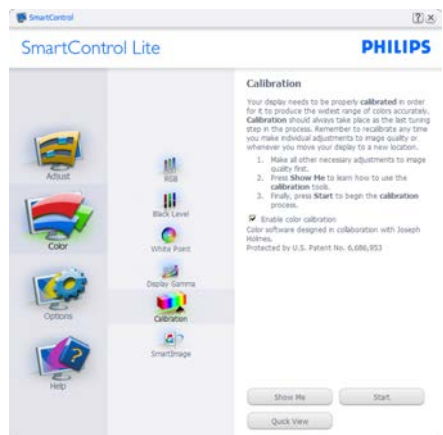 SmartControl
SmartControl Lite
PHILIPS
Adjust
Color
Options
Help
RGB
Black Level
White Point
Display Gamma
Calibration
SmartImage
Calibration
Your display needs to be properly calibrated in order
for it to produce the widest range of colors accurately.
Calibration should always take place as the last tuning
step in the process. Remember to recalibrate any time
you make individual adjustments to image quality or
whenever you move your display to a new location.
1. Make all other necessary adjustments to image
quality first.
2. Press Show Me to learn how to use the
calibration tools.
3. Finally, press Start to begin the calibration
process.
Enable color calibration
Color software designed in collaboration with Joseph
Holmes.
Protected by U.S. Patent No. 6,686,953
Show Me
Start
Quick View